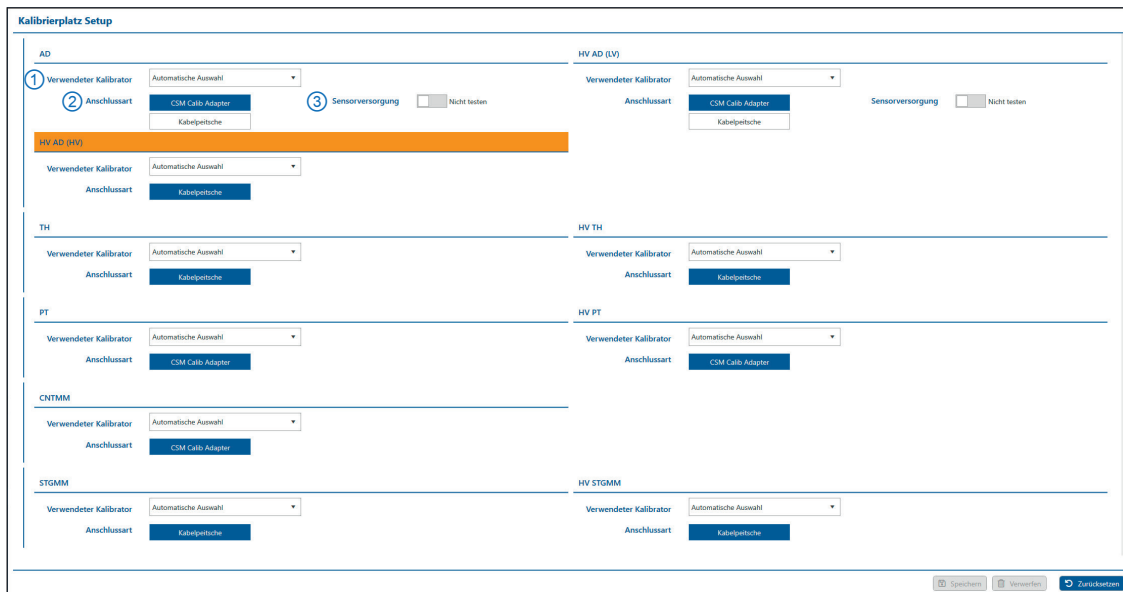 Kalibrierplatz Setup
AD
① Verwendeter Kalibrator Automatische Auswahl
② Anschlussart CSM Calib Adapter ③ Sensorversorgung Nicht testen
Kabelpeitsche
HV AD (LV)
Verwendeter Kalibrator Automatische Auswahl
Anschlussart CSM Calib Adapter Sensorversorgung Nicht testen
Kabelpeitsche
HV AD (HV)
Verwendeter Kalibrator Automatische Auswahl
Anschlussart Kabelpeitsche
TH
Verwendeter Kalibrator Automatische Auswahl
Anschlussart Kabelpeitsche
HV TH
Verwendeter Kalibrator Automatische Auswahl
Anschlussart Kabelpeitsche
PT
Verwendeter Kalibrator Automatische Auswahl
Anschlussart CSM Calib Adapter
HV PT
Verwendeter Kalibrator Automatische Auswahl
Anschlussart CSM Calib Adapter
CNTMM
Verwendeter Kalibrator Automatische Auswahl
Anschlussart CSM Calib Adapter
STGMM
Verwendeter Kalibrator Automatische Auswahl
Anschlussart Kabelpeitsche
HV STGMM
Verwendeter Kalibrator Automatische Auswahl
Anschlussart Kabelpeitsche
Speichern Verwerfen Zurücksetzen